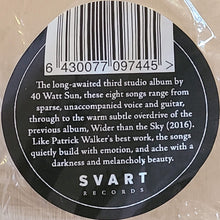 6 430077 097445 >
The long-awaited third studio album by
40 Watt Sun, these eight songs range from
sparse, unaccompanied voice and guitar,
through to the warm subtle overdrive of the
previous album, Wider than the Sky (2016).
Like Patrick Walker's best work, the songs
quietly build with emotion, and ache with a
darkness and melancholy beauty.
SVART
RECORDS